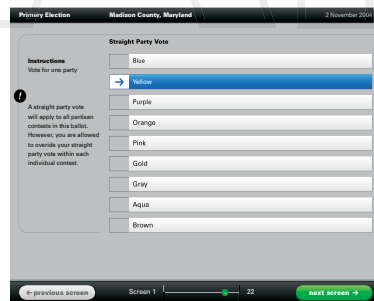 Primary Election Madison County, Maryland 2 November 2004
Straight Party Vote
Instructions
Vote for one party
!
A straight party vote
will apply to all partisan
contests in this ballot.
However, you are allowed
to overide your straight
party vote within each
individual contest.
Blue
→ Yellow
Purple
Orange
Pink
Gold
Gray
Aqua
Brown
← previous screen Screen 1 22 next screen →